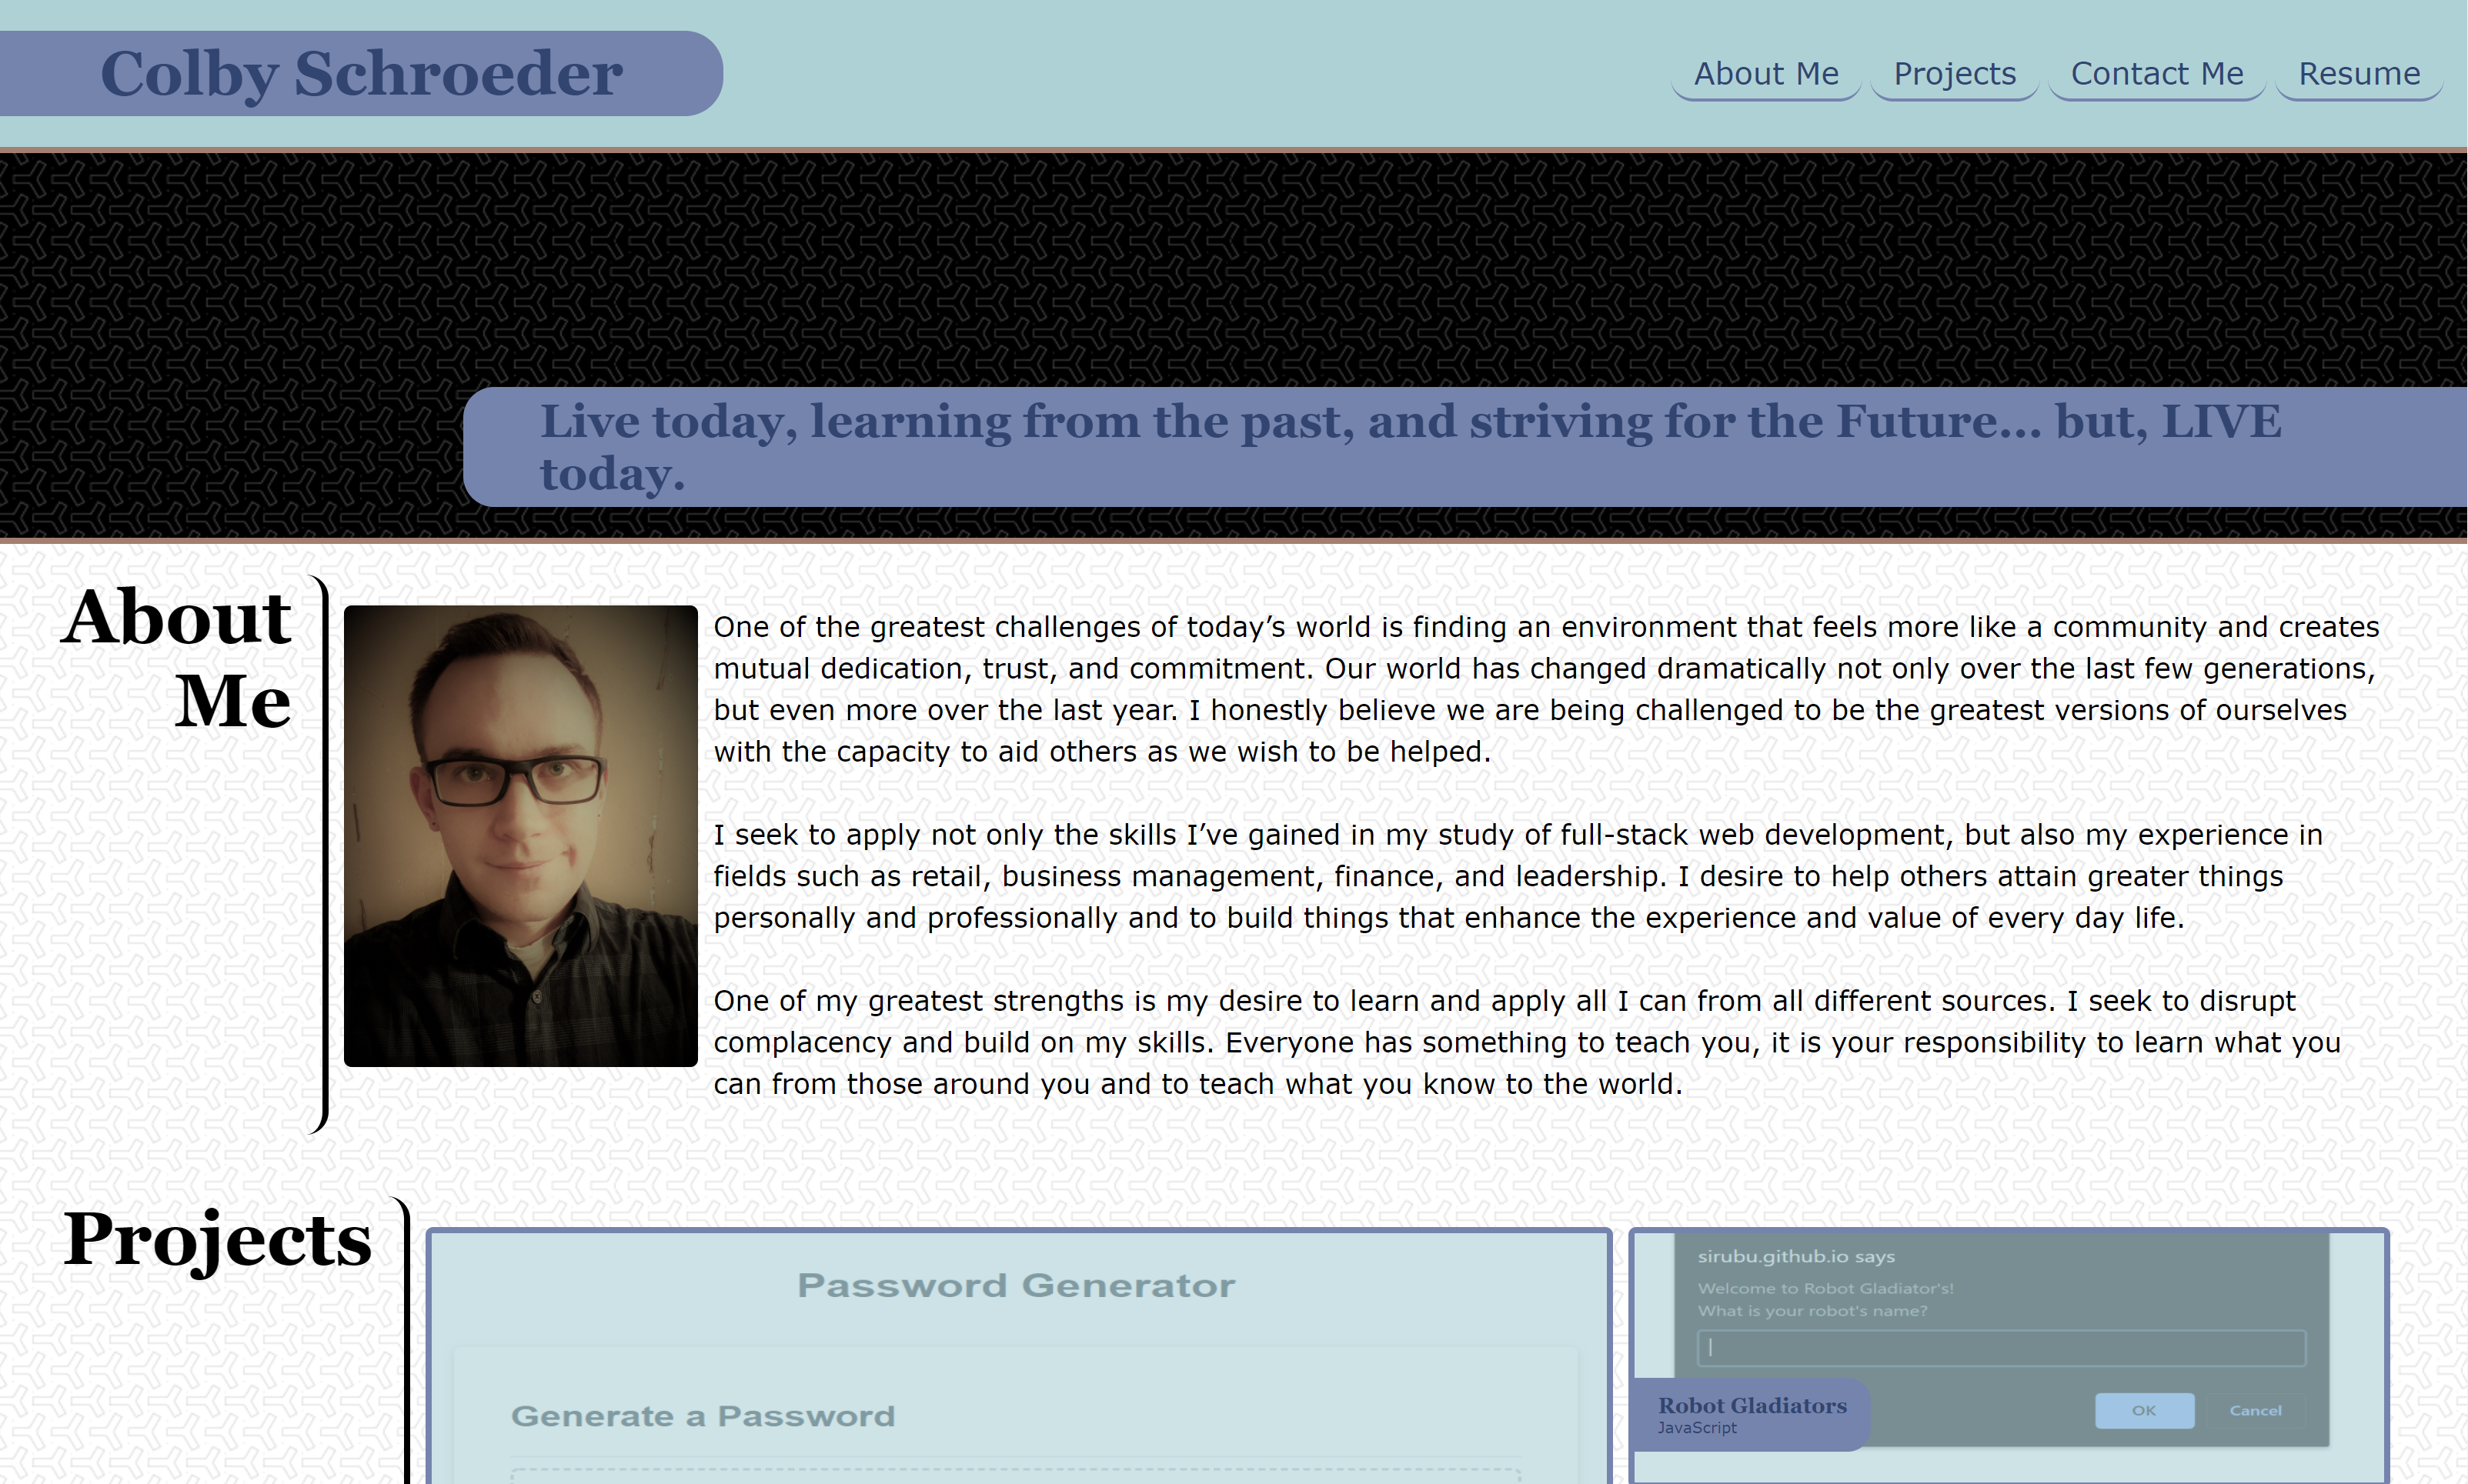 Colby Schroeder
About Me
Projects
Contact Me
Resume
Live today, learning from the past, and striving for the Future... but, LIVE
today.
About
Me
One of the greatest challenges of today’s world is finding an environment that feels more like a community and creates
mutual dedication, trust, and commitment. Our world has changed dramatically not only over the last few generations,
but even more over the last year. I honestly believe we are being challenged to be the greatest versions of ourselves
with the capacity to aid others as we wish to be helped.
I seek to apply not only the skills I’ve gained in my study of full-stack web development, but also my experience in
fields such as retail, business management, finance, and leadership. I desire to help others attain greater things
personally and professionally and to build things that enhance the experience and value of every day life.
One of my greatest strengths is my desire to learn and apply all I can from all different sources. I seek to disrupt
complacency and build on my skills. Everyone has something to teach you, it is your responsibility to learn what you
can from those around you and to teach what you know to the world.
Projects
Password Generator
Generate a Password
sirubu.github.io says
Welcome to Robot Gladiator's!
What is your robot's name?
OK
Cancel
Robot Gladiators
JavaScript